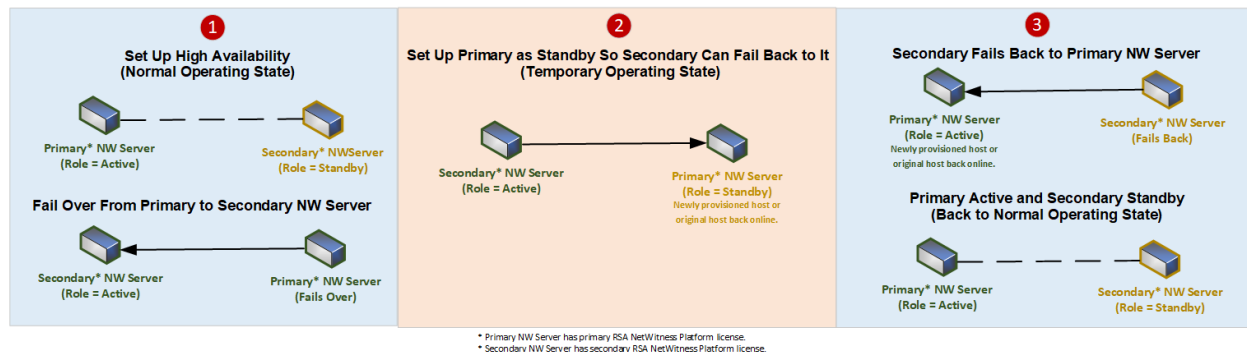 1
Set Up High Availability
(Normal Operating State)
Primary* NW Server
(Role = Active)
Secondary* NWServer
(Role = Standby)
Fail Over From Primary to Secondary NW Server
Secondary* NW Server
(Role = Active)
Primary* NW Server
(Fails Over)
2
Set Up Primary as Standby So Secondary Can Fail Back to It
(Temporary Operating State)
Secondary* NW Server
(Role = Active)
Primary* NW Server
(Role = Standby)
Newly provisioned host or
original host back online.
3
Secondary Fails Back to Primary NW Server
Primary* NW Server
(Role = Active)
Newly provisioned host or
original host back online.
Secondary* NW Server
(Fails Back)
Primary Active and Secondary Standby
(Back to Normal Operating State)
Primary* NW Server
(Role = Active)
Secondary* NW Server
(Role = Standby)
* Primary NW Server has primary RSA NetWitness Platform license.
* Secondary NW Server has secondary RSA NetWitness Platform license.